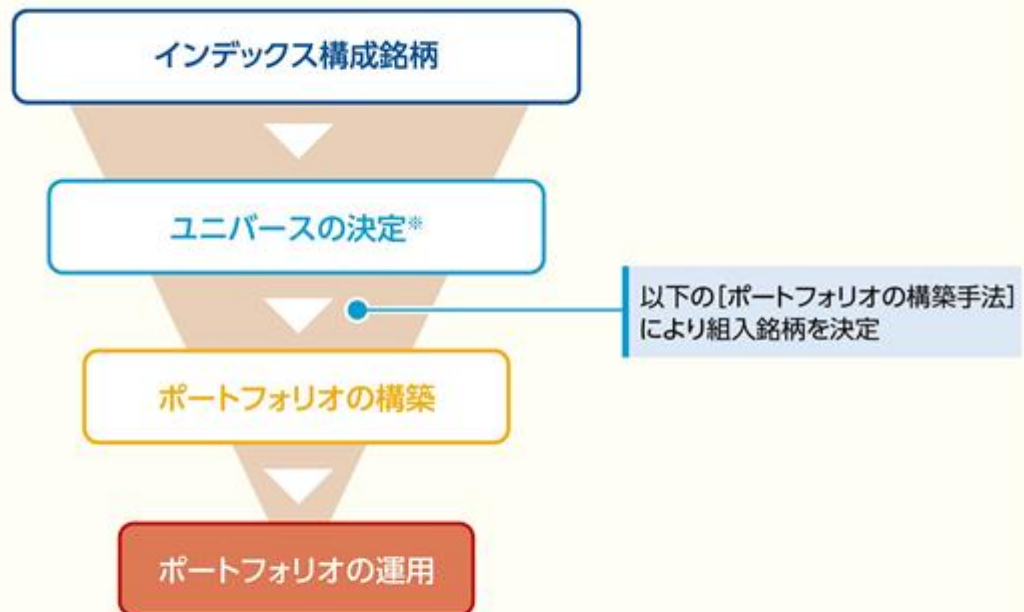 インデックス構成銘柄
ユニバースの決定※
以下の[ポートフォリオの構築手法]
により組入銘柄を決定
ポートフォリオの構築
ポートフォリオの運用